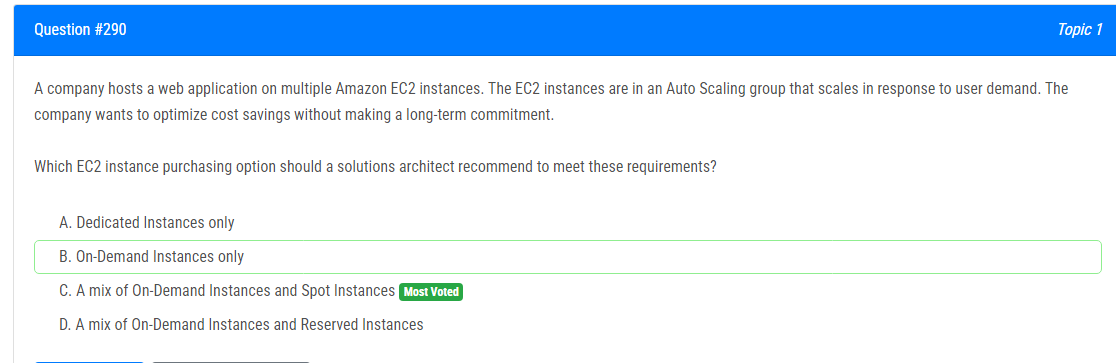 Question #290
Topic 1
A company hosts a web application on multiple Amazon EC2 instances. The EC2 instances are in an Auto Scaling group that scales in response to user demand. The
company wants to optimize cost savings without making a long-term commitment.
Which EC2 instance purchasing option should a solutions architect recommend to meet these requirements?
A. Dedicated Instances only
B. On-Demand Instances only
C. A mix of On-Demand Instances and Spot Instances Most Voted
D. A mix of On-Demand Instances and Reserved Instances